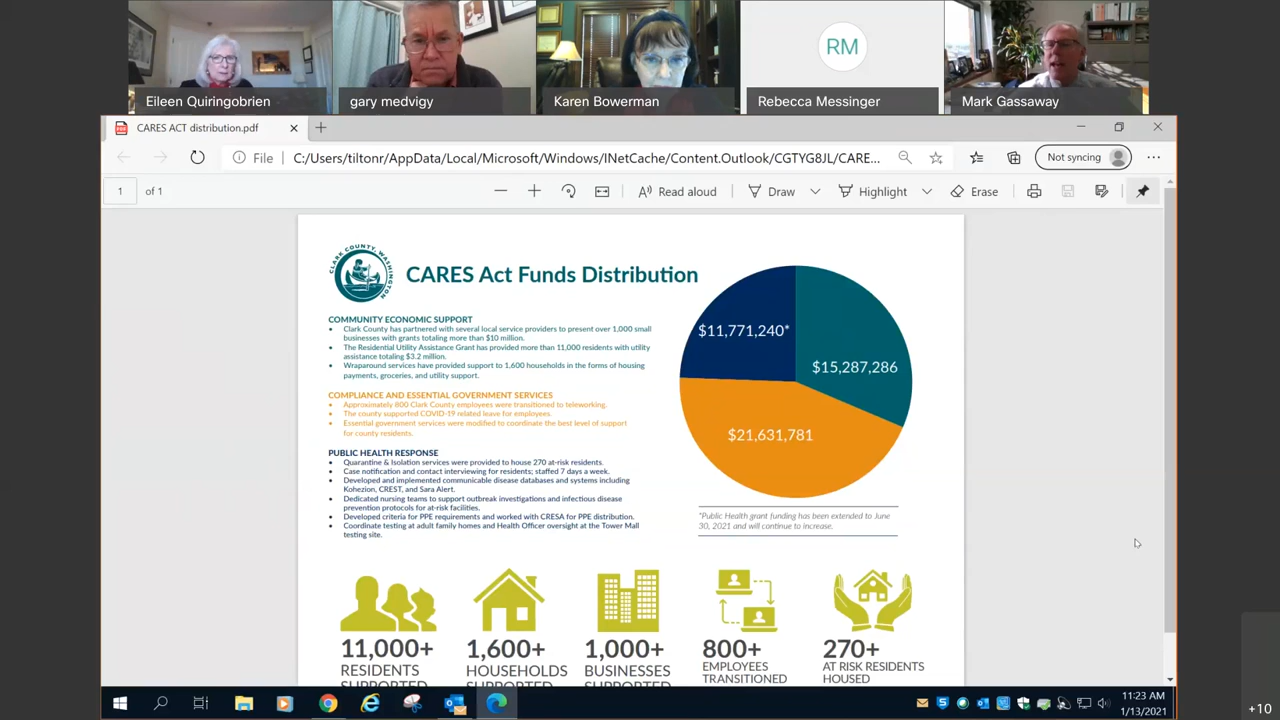 Eileen Quiringobrien
gary medvigy
Karen Bowerman
RM
Rebecca Messinger
Mark Gassaway
CARES ACT distribution.pdf
File
C:/Users/tiltonr/AppData/Local/Microsoft/Windows/INetCache/Content.Outlook/CGTYG8JL/CARE...
Not syncing
1 of 1
Read aloud
Draw
Highlight
Erase
CLARK COUNTY, WASHINGTON
CARES Act Funds Distribution
COMMUNITY ECONOMIC SUPPORT
• Clark County has partnered with several local service providers to present over 1,000 small
businesses with grants totaling more than $10 million.
• The Residential Utility Assistance Grant has provided more than 11,000 residents with utility
assistance totaling $3.2 million.
• Wraparound services have provided support to 1,600 households in the forms of housing
payments, groceries, and utility support.
COMPLIANCE AND ESSENTIAL GOVERNMENT SERVICES
• Approximately 800 Clark County employees were transitioned to teleworking.
• The county supported COVID-19 related leave for employees.
• Essential government services were modified to coordinate the best level of support
for county residents.
PUBLIC HEALTH RESPONSE
• Quarantine & Isolation services were provided to house 270 at-risk residents.
• Case notification and contact interviewing for residents; staffed 7 days a week.
• Developed and implemented communicable disease databases and systems including
Kohezion, CREST, and Sara Alert.
• Dedicated nursing teams to support outbreak investigations and infectious disease
prevention protocols for at-risk facilities.
• Developed criteria for PPE requirements and worked with CRESA for PPE distribution.
• Coordinate testing at adult family homes and Health Officer oversight at the Tower Mall
testing site.
$11,771,240*
$15,287,286
$21,631,781
*Public Health grant funding has been extended to June
30, 2021 and will continue to increase.
11,000+
RESIDENTS
SUPPORTED
1,600+
HOUSEHOLDS
SUPPORTED
1,000+
BUSINESSES
SUPPORTED
800+
EMPLOYEES
TRANSITIONED
270+
AT RISK RESIDENTS
HOUSED
11:23 AM
1/13/2021
+10